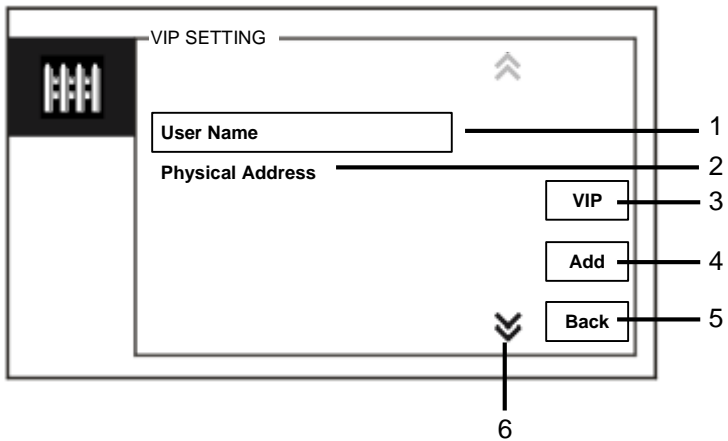 VIP SETTING
User Name
1
Physical Address
2
VIP
3
Add
4
Back
5
6